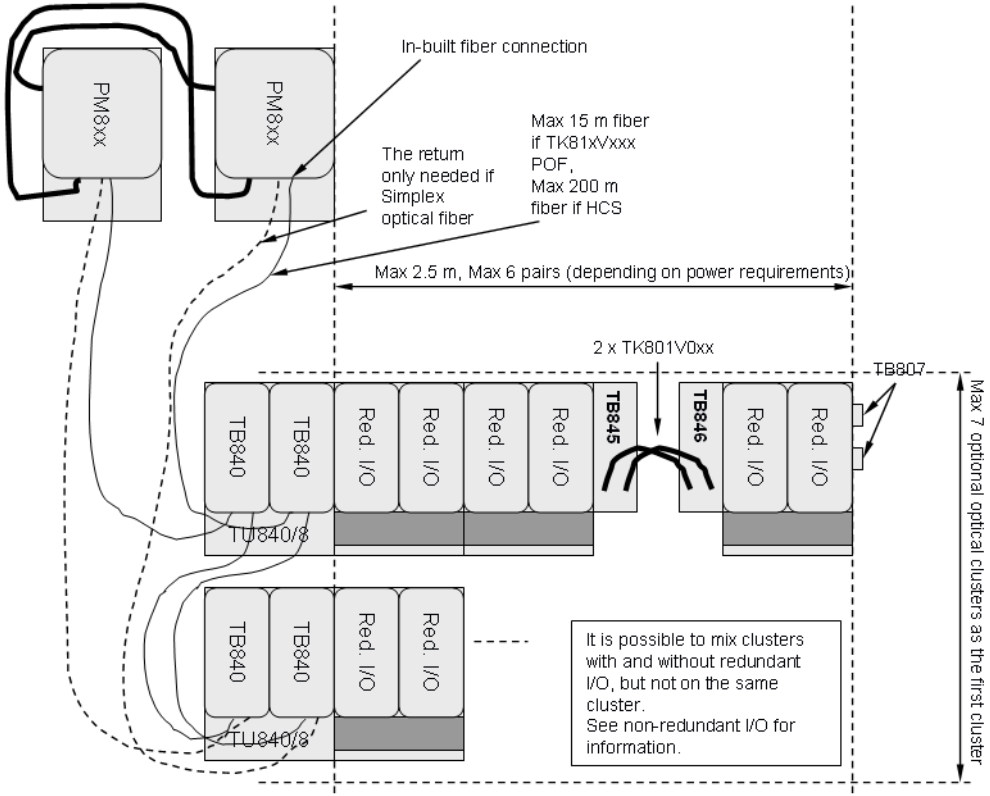 In-built fiber connection
PM8xx
PM8xx
Max 15 m fiber
if TK81xVxxx
POF,
Max 200 m
fiber if HCS
The return
only needed if
Simplex
optical fiber
Max 2.5 m, Max 6 pairs (depending on power requirements)
2 x TK801V0xx
TB807
TB840
TB840
Red. I/O
Red. I/O
Red. I/O
Red. I/O
TB845
TB846
Red. I/O
Red. I/O
TU840/8
Max 7 optional optical clusters as the first cluster
TB840
TB840
Red. I/O
Red. I/O
TU840/8
It is possible to mix clusters
with and without redundant
I/O, but not on the same
cluster.
See non-redundant I/O for
information.